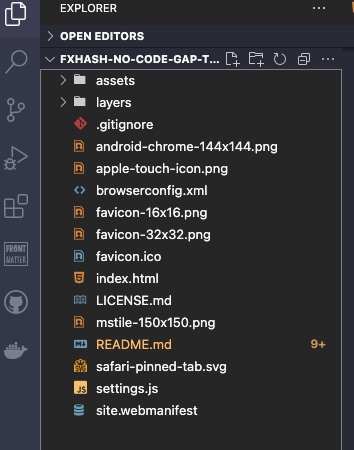 EXPLORER
OPEN EDITORS
FXHASH-NO-CODE-GAP-T...
assets
layers
.gitignore
android-chrome-144x144.png
apple-touch-icon.png
browserconfig.xml
favicon-16x16.png
favicon-32x32.png
favicon.ico
index.html
LICENSE.md
mstile-150x150.png
README.md 9+
safari-pinned-tab.svg
settings.js
site.webmanifest
FRONT
MATTER